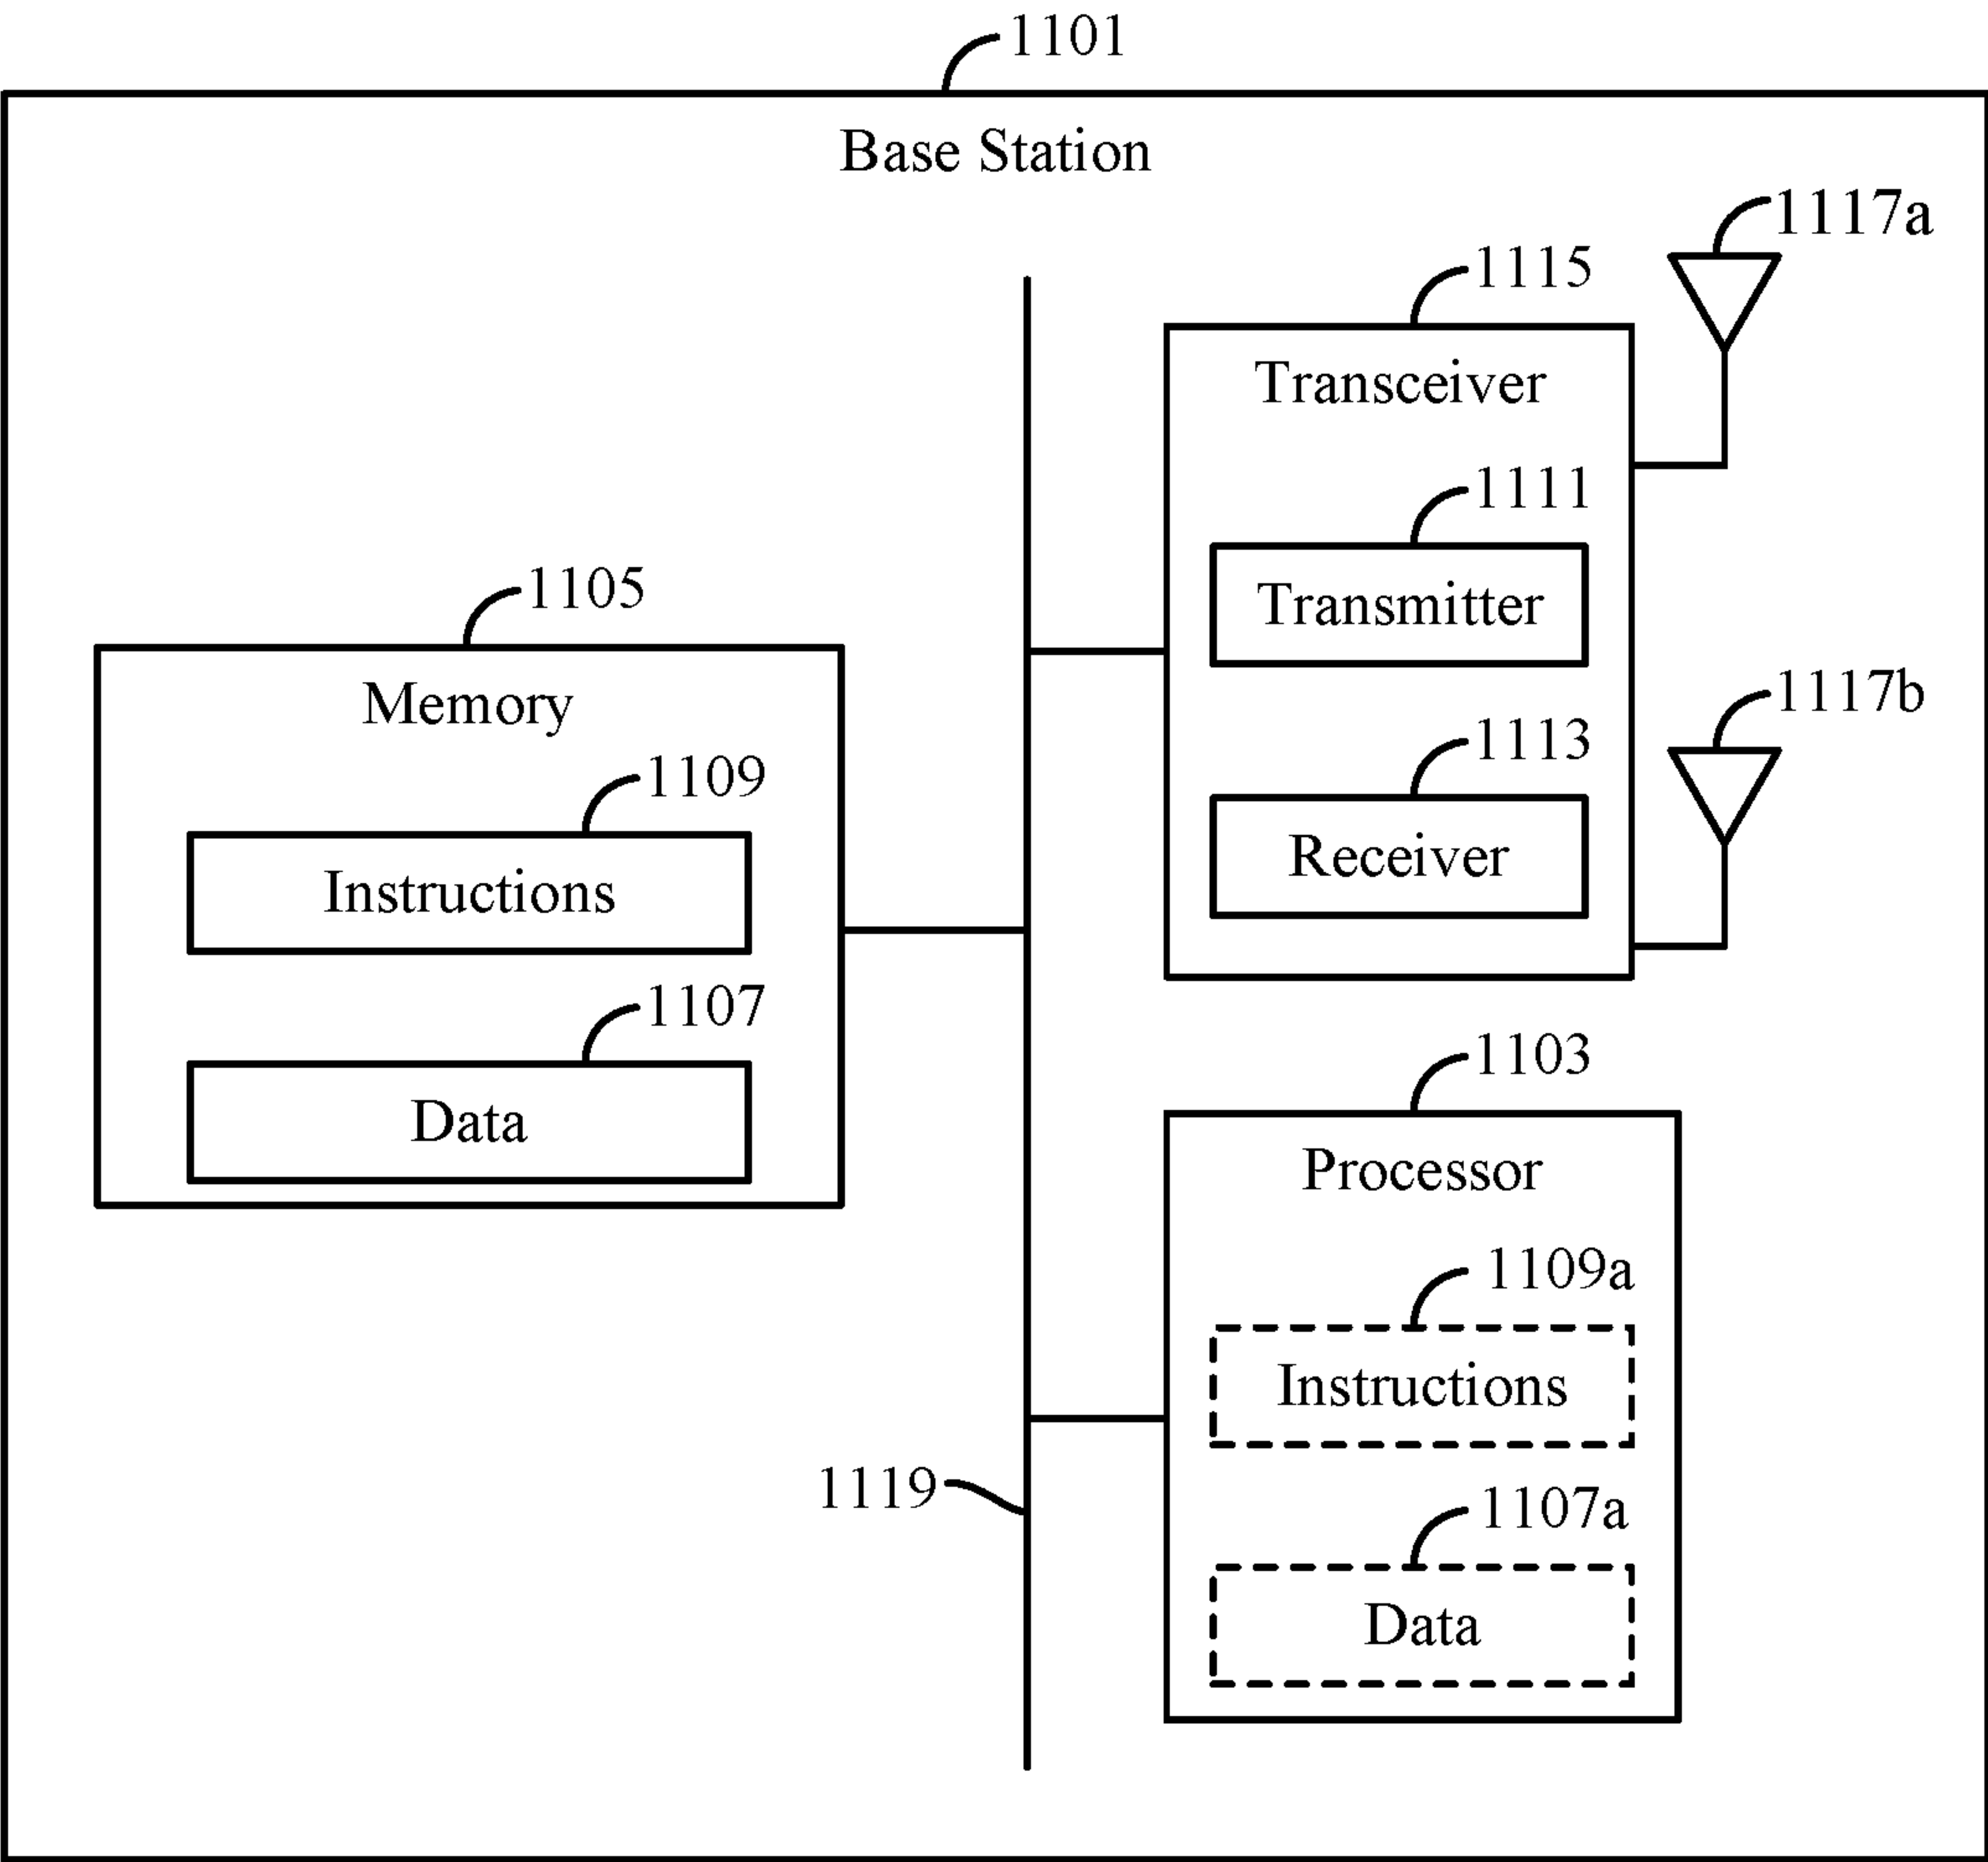 1101
Base Station
1117a
1115
Transceiver
1111
Transmitter
1117b
1113
Receiver
1105
Memory
1109
Instructions
1107
Data
1103
Processor
1109a
Instructions
1119
1107a
Data